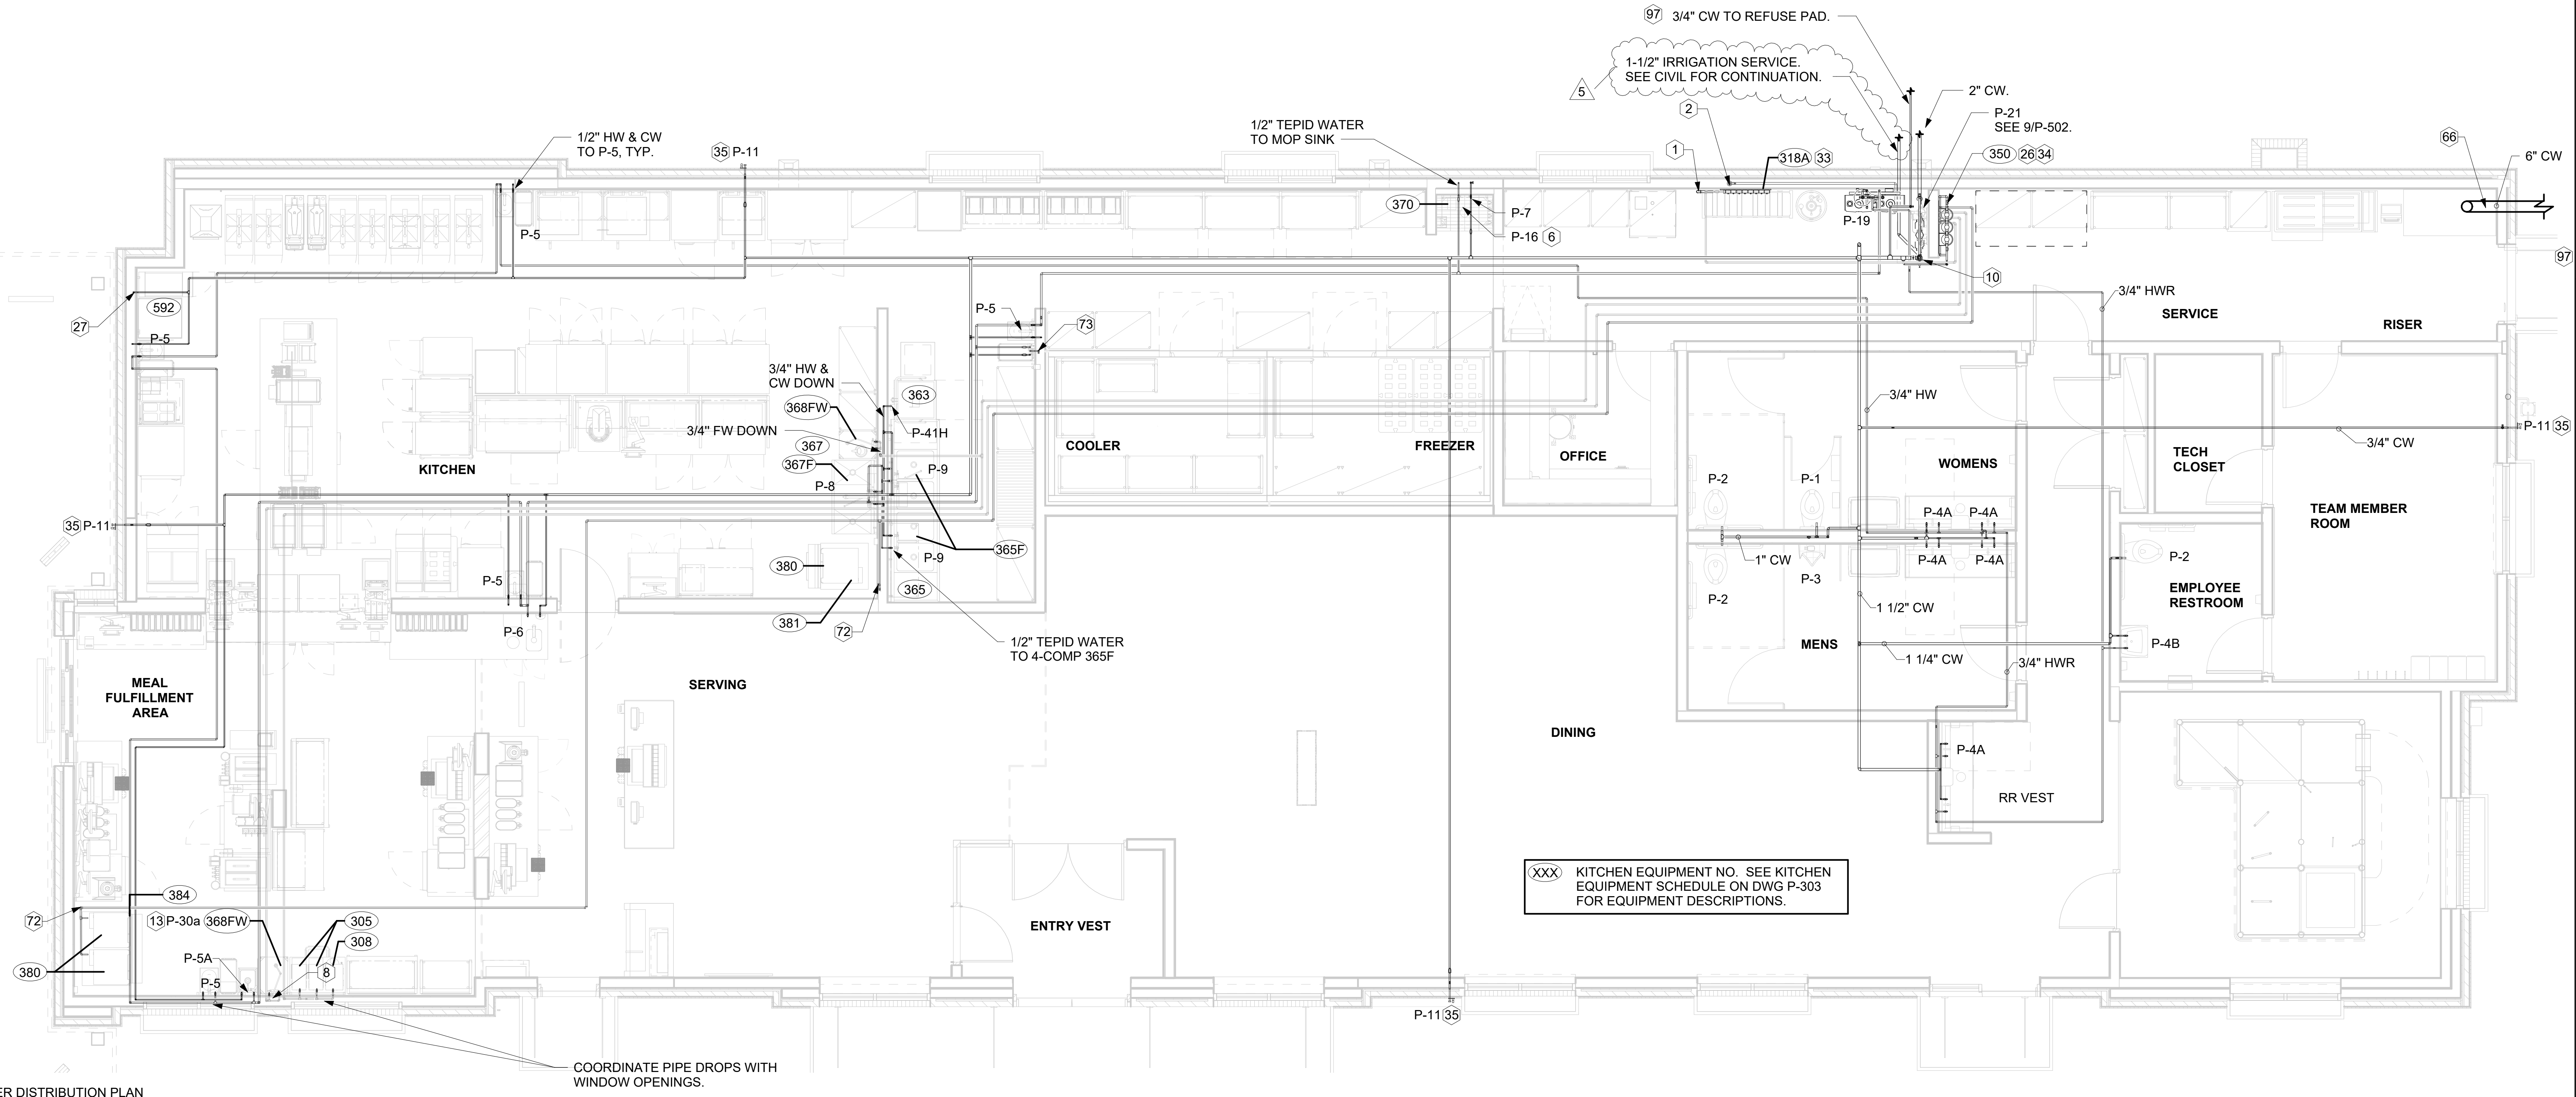 97 3/4" CW TO REFUSE PAD.
1-1/2" IRRIGATION SERVICE.
SEE CIVIL FOR CONTINUATION.
5
2" CW.
2
P-21
SEE 9/P-502.
1/2" TEPID WATER
TO MOP SINK
1/2" HW & CW
TO P-5, TYP.
35 P-11
1
318A 33
350 26 34
66
6" CW
370
P-7
P-19
P-5
P-16 6
97
10
3/4" HWR
592
P-5
SERVICE
27
73
RISER
P-5
3/4" HW &
CW DOWN
363
3/4" HW
368FW
P-41H
P-11 35
3/4" FW DOWN
3/4" CW
367
COOLER
FREEZER
OFFICE
TECH
CLOSET
367F
P-9
WOMENS
KITCHEN
P-8
P-2
P-1
TEAM MEMBER
ROOM
P-4A
P-4A
35 P-11
365F
P-9
P-4A
P-4A
1" CW
P-2
380
P-3
P-5
365
EMPLOYEE
RESTROOM
P-2
1 1/2" CW
381
P-6
72
1/2" TEPID WATER
TO 4-COMP 365F
MENS
P-4B
1 1/4" CW
3/4" HWR
MEAL
FULFILLMENT
AREA
SERVING
DINING
P-4A
RR VEST
XXX KITCHEN EQUIPMENT NO. SEE KITCHEN
EQUIPMENT SCHEDULE ON DWG P-303
FOR EQUIPMENT DESCRIPTIONS.
384
72
13 P-30a 368FW
305
ENTRY VEST
308
P-5A
380
P-5
8
P-11 35
COORDINATE PIPE DROPS WITH
WINDOW OPENINGS.
ER DISTRIBUTION PLAN